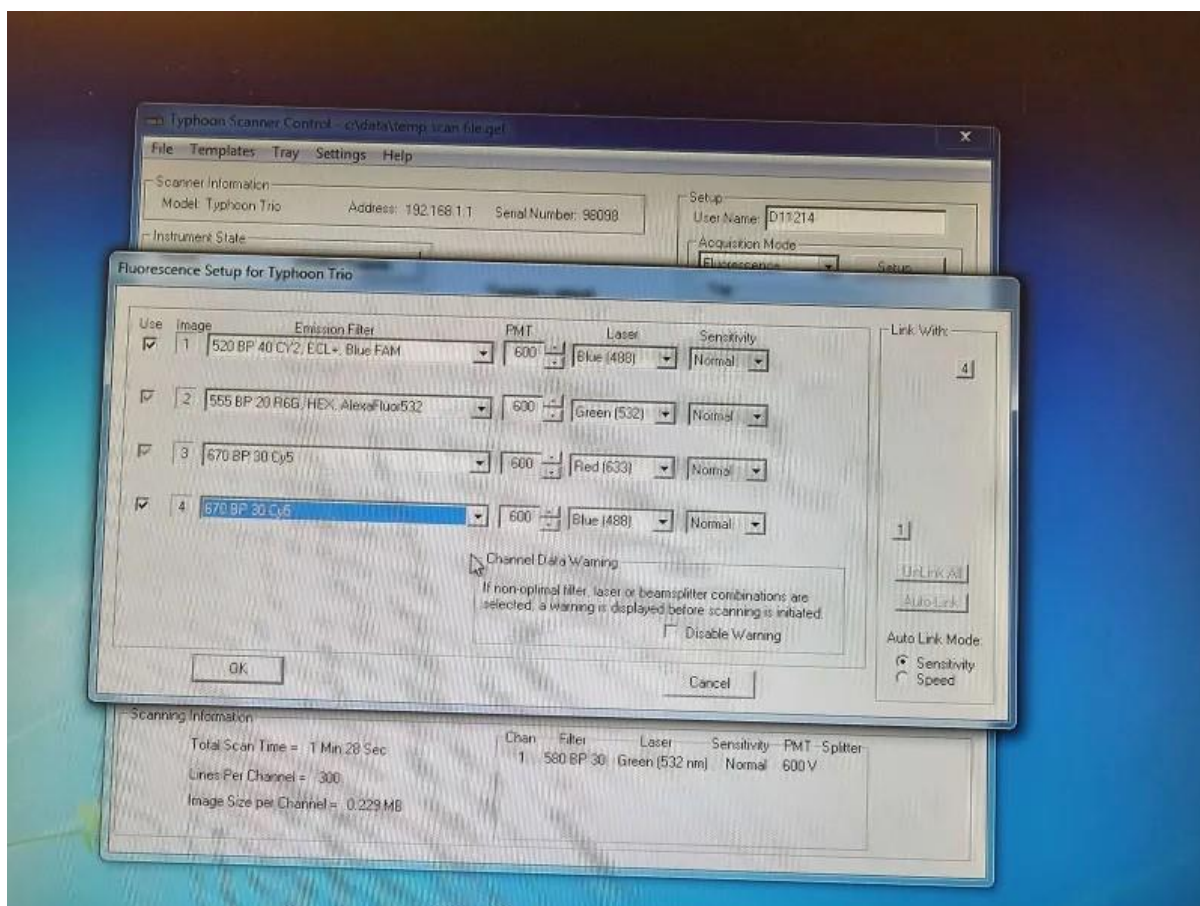 Typhoon Scanner Control - c:\data\temp scan file.gel
x
File Templates Tray Settings Help
Scanner Information
Model: Typhoon Trio Address: 192.168.1.1 Serial Number: 98098
Setup
User Name: D11214
Instrument State
Acquisition Mode
Fluorescence Setup
Fluorescence Setup for Typhoon Trio
Use Image Emission Filter PMT Laser Sensitivity Link With:
1 520 BP 40 CY2, ECL+, Blue FAM 600 Blue (488) Normal 4
2 555 BP 20 R6G, HEX, AlexaFluor532 600 Green (532) Normal
3 670 BP 30 Cy5 600 Red (633) Normal
4 670 BP 30 Cy5 600 Blue (488) Normal 1
Channel Data Warning
If non-optimal filter, laser or beamsplitter combinations are
selected, a warning is displayed before scanning is initiated.
Disable Warning
UnLink All
Auto-Link
Auto Link Mode:
Sensitivity
Speed
OK Cancel
Scanning Information
Total Scan Time = 1 Min 28 Sec
Lines Per Channel = 300
Image Size per Channel = 0.229 MB
Chan Filter Laser Sensitivity PMT Splitter
1 580 BP 30 Green (532 nm) Normal 600 V